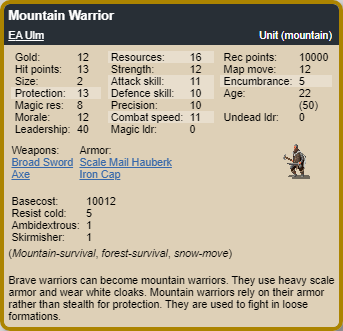 Mountain Warrior
EA Ulm Unit (mountain)
Gold: 12 Resources: 16 Rec points: 10000
Hit points: 13 Strength: 12 Map move: 12
Size: 2 Attack skill: 11 Encumbrance: 5
Protection: 13 Defence skill: 10 Age: 22
Magic res: 8 Precision: 10 (50)
Morale: 12 Combat speed: 11 Undead ldr: 0
Leadership: 40 Magic ldr: 0
Weapons: Armor:
Broad Sword Scale Mail Hauberk
Axe Iron Cap
Basecost: 10012
Resist cold: 5
Ambidextrous: 1
Skirmisher: 1
(Mountain-survival, forest-survival, snow-move)
Brave warriors can become mountain warriors. They use heavy scale
armor and wear white cloaks. Mountain warriors rely on their armor
rather than stealth for protection. They are used to fight in loose
formations.